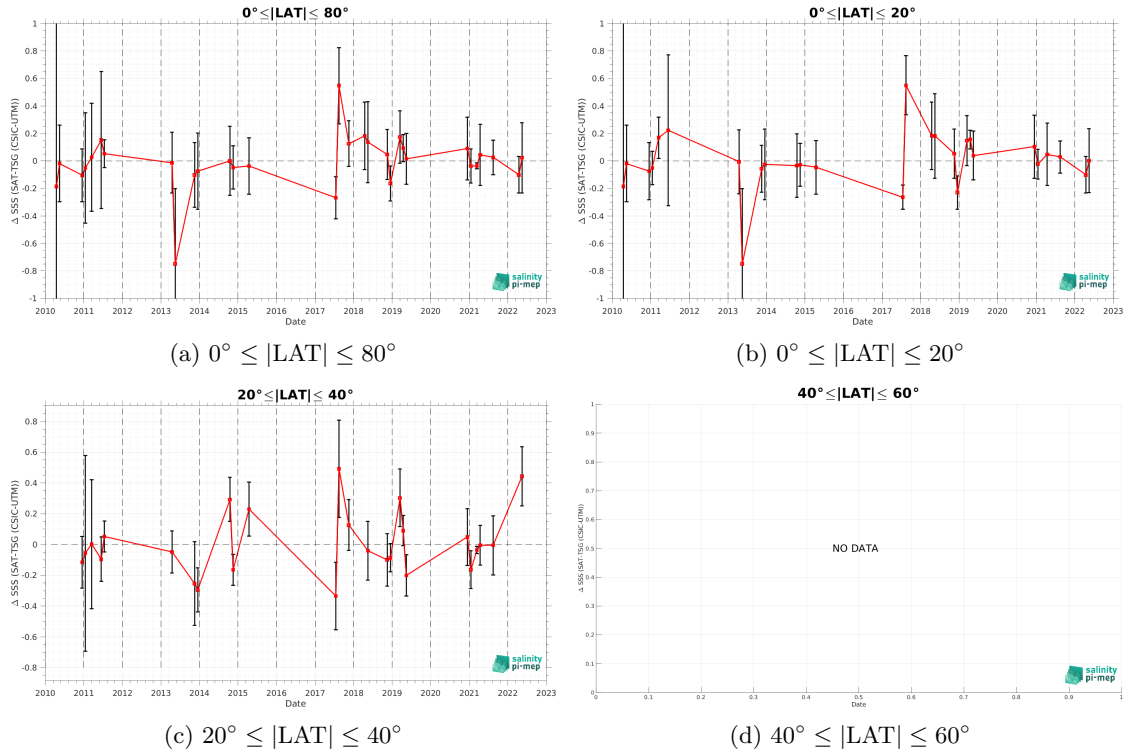 0°≤|LAT|≤ 80°
Δ SSS (SAT-TSG (CSIC-UTM))
1
0.8
0.6
0.4
0.2
0
-0.2
-0.4
-0.6
-0.8
-1
2010 2011 2012 2013 2014 2015 2016 2017 2018 2019 2020 2021 2022 2023
Date
salinity
pi-mep
(a) 0° ≤ |LAT| ≤ 80°
0°≤|LAT|≤ 20°
Δ SSS (SAT-TSG (CSIC-UTM))
1
0.8
0.6
0.4
0.2
0
-0.2
-0.4
-0.6
-0.8
-1
2010 2011 2012 2013 2014 2015 2016 2017 2018 2019 2020 2021 2022 2023
Date
salinity
pi-mep
(b) 0° ≤ |LAT| ≤ 20°
20°≤|LAT|≤ 40°
Δ SSS (SAT-TSG (CSIC-UTM))
0.8
0.6
0.4
0.2
0
-0.2
-0.4
-0.6
-0.8
2010 2011 2012 2013 2014 2015 2016 2017 2018 2019 2020 2021 2022 2023
Date
salinity
pi-mep
(c) 20° ≤ |LAT| ≤ 40°
40°≤|LAT|≤ 60°
Δ SSS (SAT-TSG (CSIC-UTM))
1
0.9
0.8
0.7
0.6
0.5
0.4
0.3
0.2
0.1
0
NO DATA
0 0.1 0.2 0.3 0.4 0.5 0.6 0.7 0.8 0.9 1
Date
salinity
pi-mep
(d) 40° ≤ |LAT| ≤ 60°